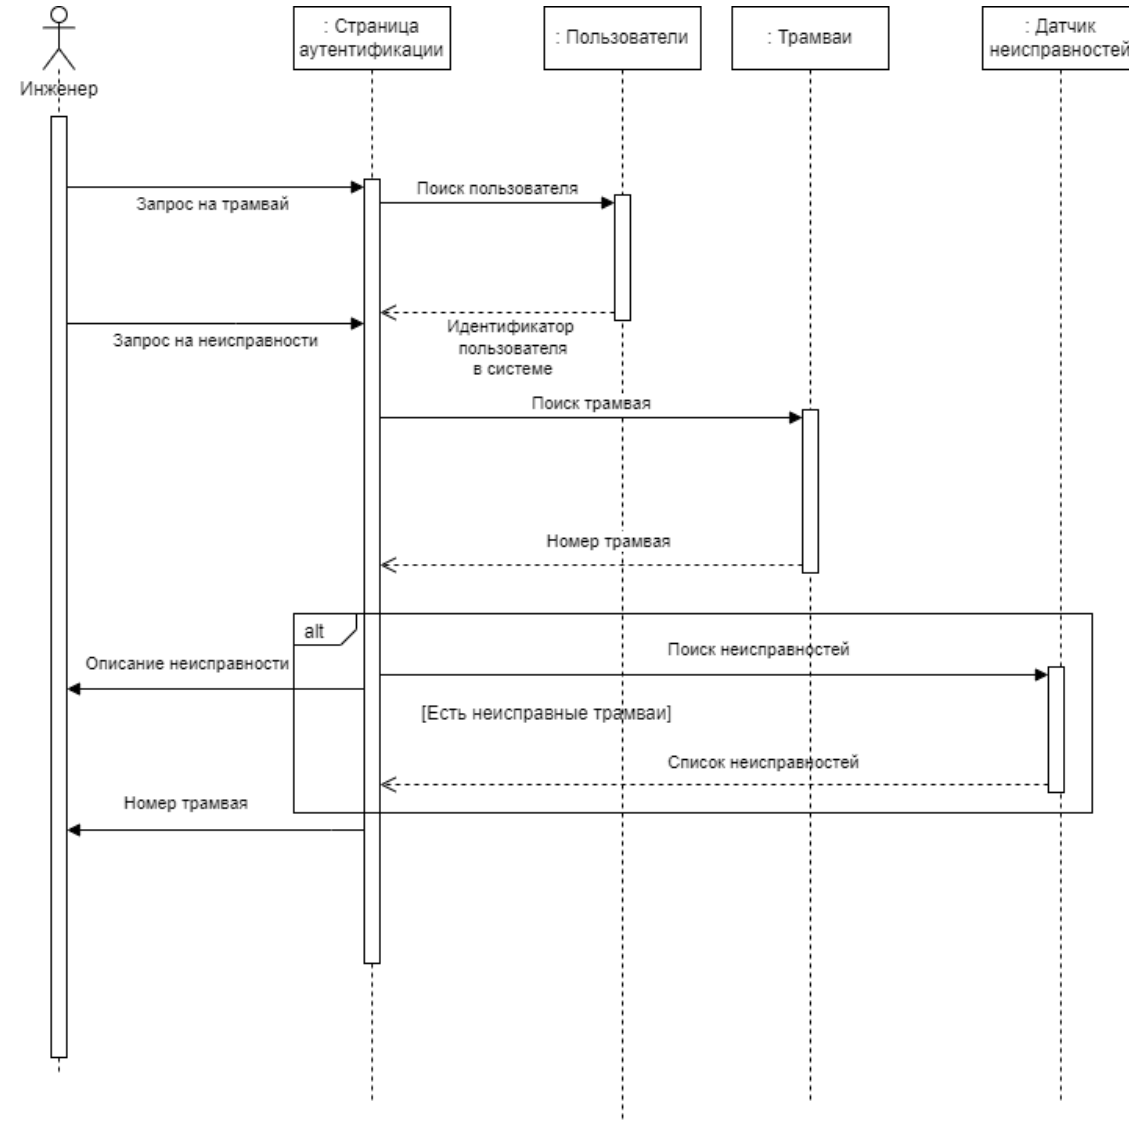 : Страница
аутентификации
: Пользователи
: Трамваи
: Датчик
неисправностей
Инженер
Поиск пользователя
Запрос на трамвай
Идентификатор
пользователя
в системе
Запрос на неисправности
Поиск трамвая
Номер трамвая
alt
Поиск неисправностей
Описание неисправности
[Есть неисправные трамваи]
Список неисправностей
Номер трамвая